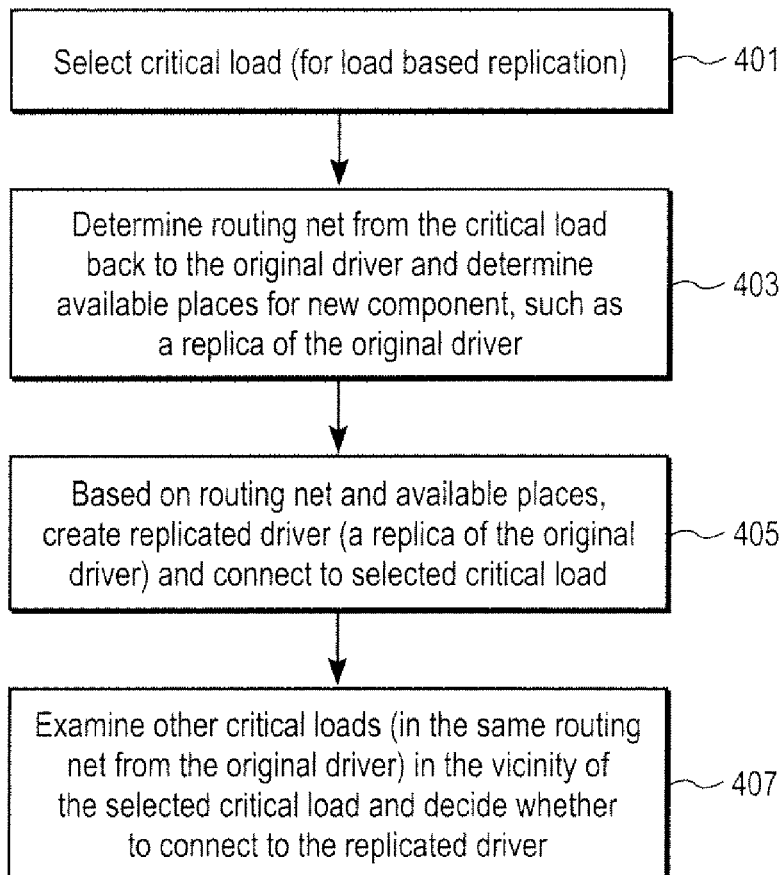 Select critical load (for load based replication)
401
Determine routing net from the critical load
back to the original driver and determine
available places for new component, such as
a replica of the original driver
403
Based on routing net and available places,
create replicated driver (a replica of the original
driver) and connect to selected critical load
405
Examine other critical loads (in the same routing
net from the original driver) in the vicinity of
the selected critical load and decide whether
to connect to the replicated driver
407